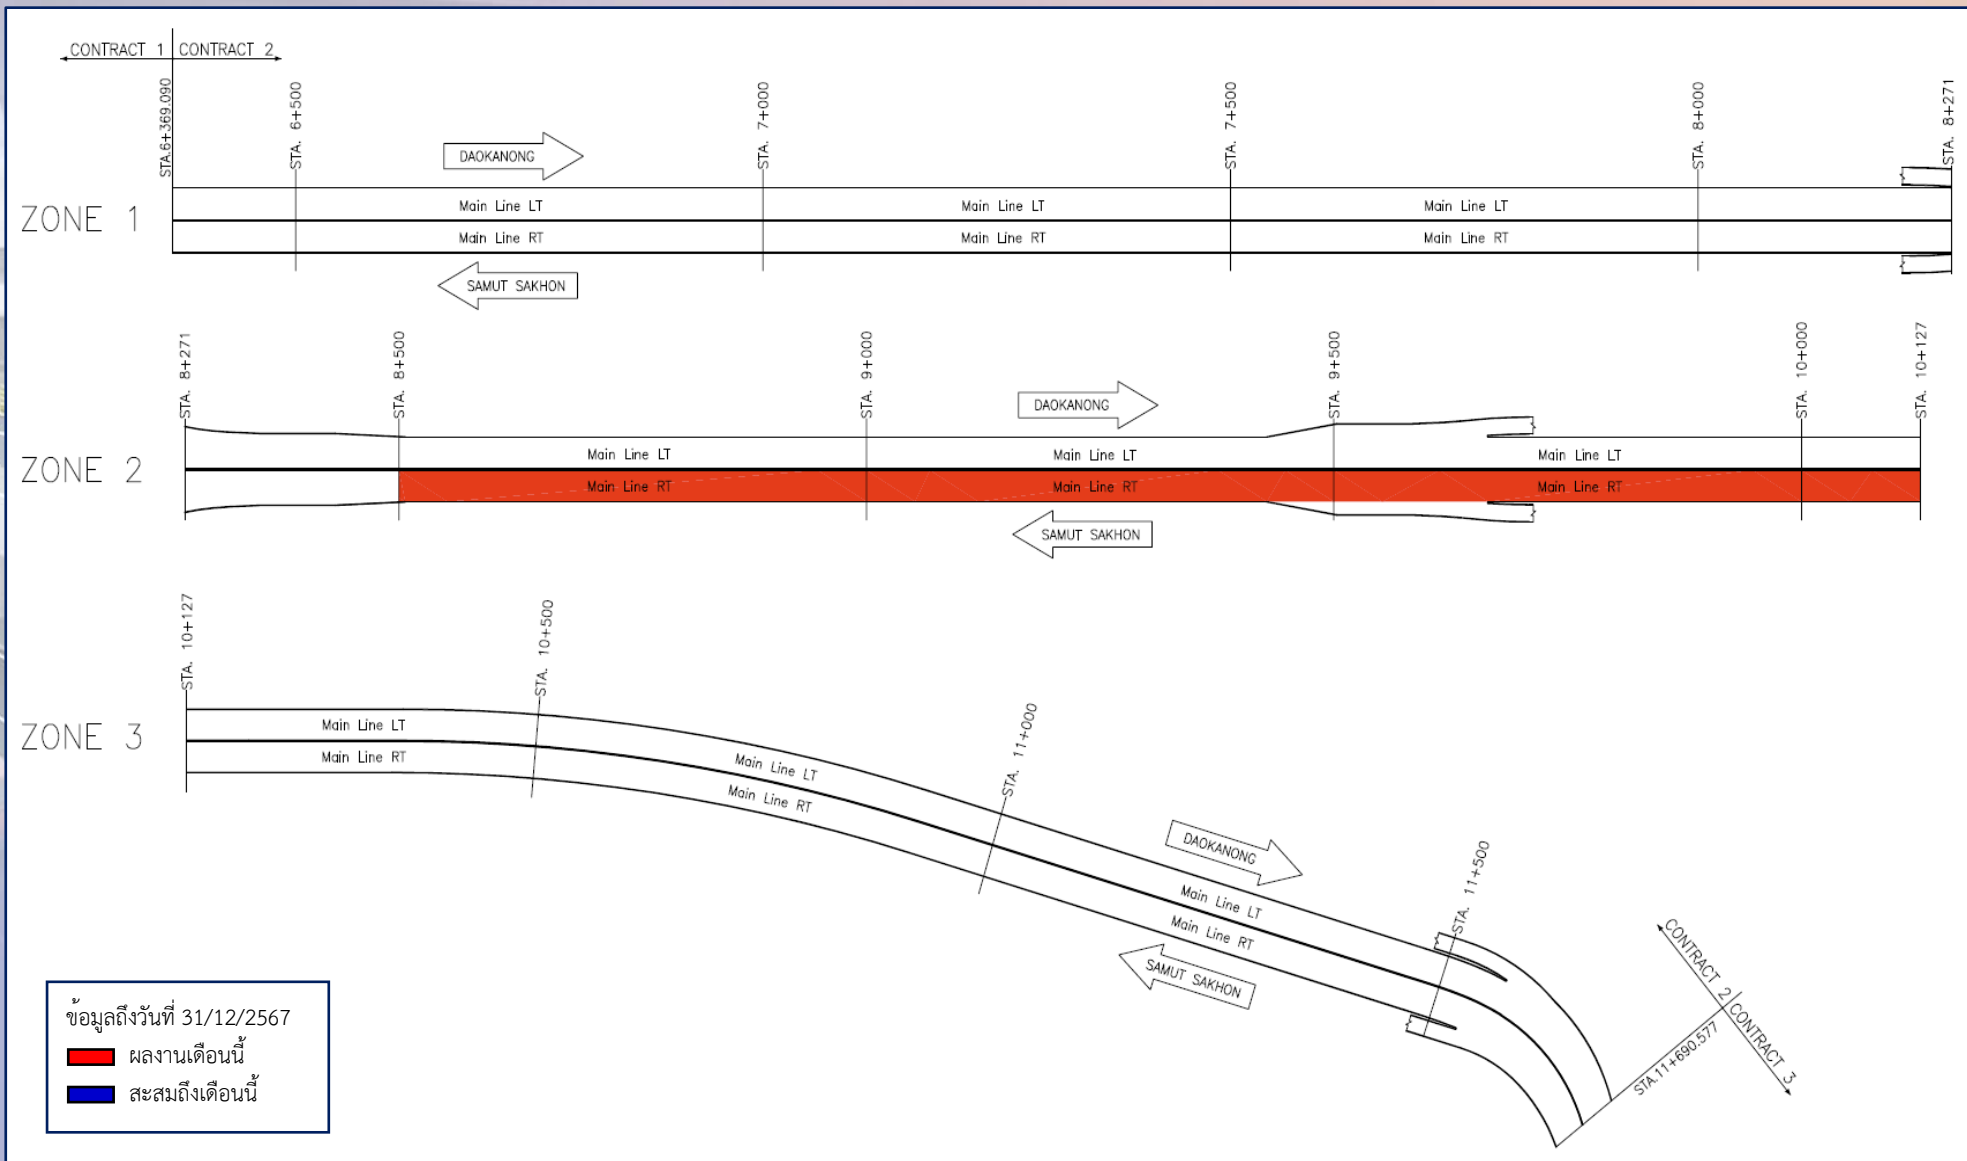 CONTRACT 1
CONTRACT 2
STA.6+369.090
STA. 6+500
STA. 7+000
STA. 7+500
STA. 8+000
STA. 8+271
DAOKANONG
ZONE 1
Main Line LT
Main Line LT
Main Line LT
Main Line RT
Main Line RT
Main Line RT
SAMUT SAKHON
STA. 8+271
STA. 8+500
STA. 9+000
STA. 9+500
STA. 10+000
STA. 10+127
DAOKANONG
ZONE 2
Main Line LT
Main Line LT
Main Line LT
Main Line RT
Main Line RT
Main Line RT
SAMUT SAKHON
STA. 10+127
STA. 10+500
STA. 11+000
STA. 11+500
ZONE 3
Main Line LT
Main Line RT
Main Line LT
Main Line RT
DAOKANONG
Main Line LT
Main Line RT
SAMUT SAKHON
CONTRACT 2
CONTRACT 3
STA.11+690.577
ข้อมูลถึงวันที่ 31/12/2567
ผลงานเดือนนี้
สะสมถึงเดือนนี้